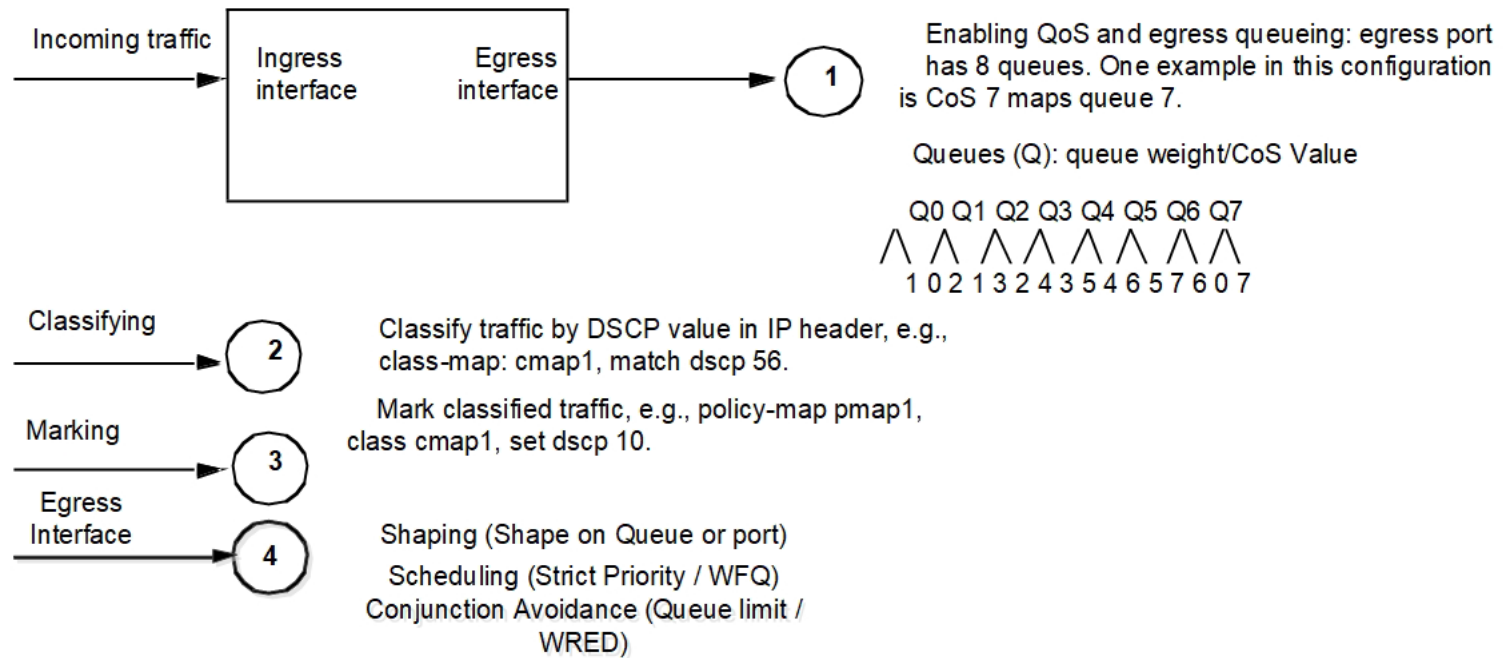 Incoming traffic
Ingress
interface
Egress
interface
1
Enabling QoS and egress queueing: egress port
has 8 queues. One example in this configuration
is CoS 7 maps queue 7.
Queues (Q): queue weight/CoS Value
Q0 Q1 Q2 Q3 Q4 Q5 Q6 Q7
1 0 2 1 3 2 4 3 5 4 6 5 7 6 0 7
Classifying
2
Classify traffic by DSCP value in IP header, e.g.,
class-map: cmap1, match dscp 56.
Marking
3
Mark classified traffic, e.g., policy-map pmap1,
class cmap1, set dscp 10.
Egress
Interface
4
Shaping (Shape on Queue or port)
Scheduling (Strict Priority / WFQ)
Conjunction Avoidance (Queue limit /
WRED)